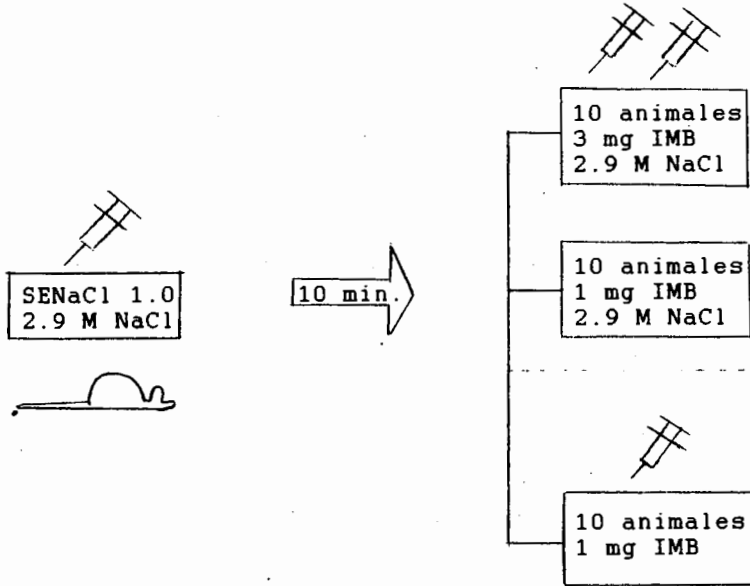 10 animales
3 mg IMB
2.9 M NaCl
SENaCl 1.0
2.9 M NaCl
10 min.
10 animales
1 mg IMB
2.9 M NaCl
10 animales
1 mg IMB